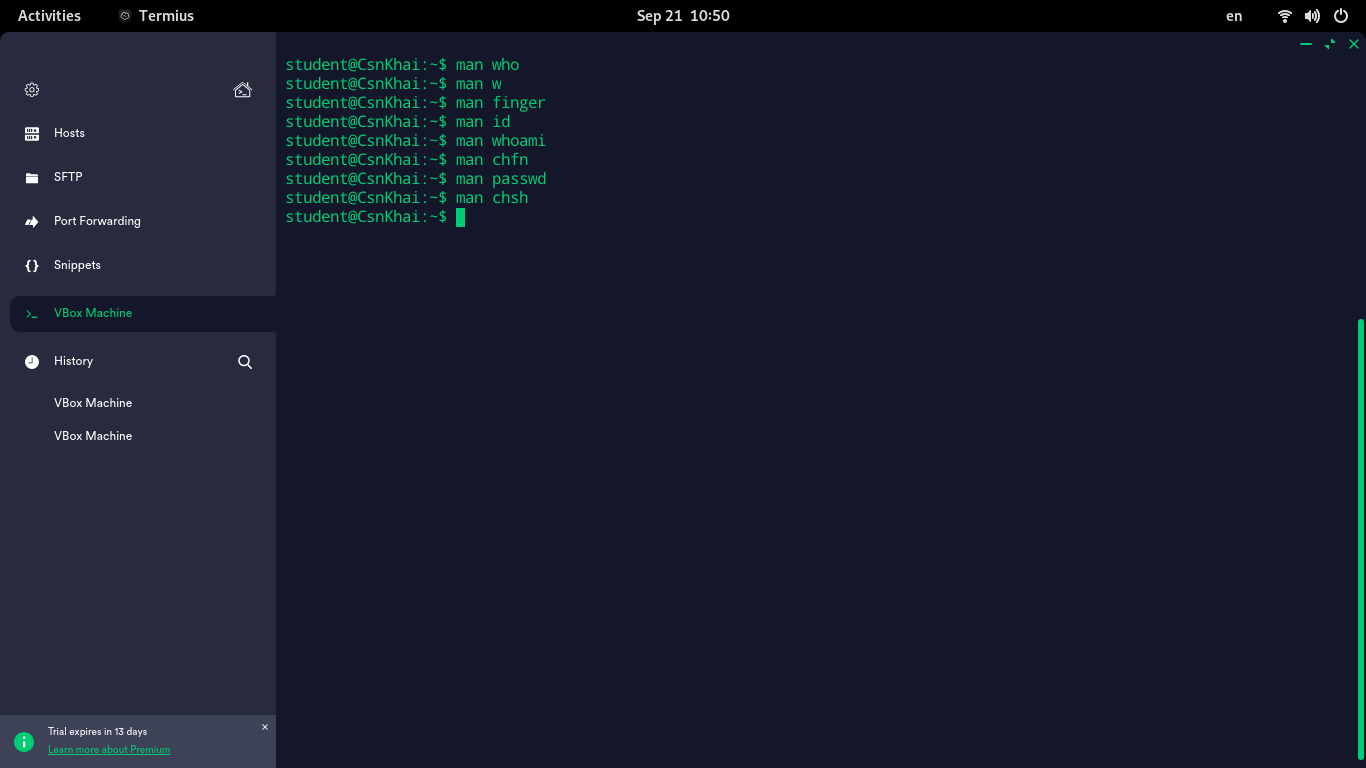 Activities
Termius
Sep 21 10:50
en
Hosts
SFTP
Port Forwarding
Snippets
VBox Machine
History
VBox Machine
VBox Machine
Trial expires in 13 days
Learn more about Premium
student@CsnKhai:~$ man who
student@CsnKhai:~$ man w
student@CsnKhai:~$ man finger
student@CsnKhai:~$ man id
student@CsnKhai:~$ man whoami
student@CsnKhai:~$ man chfn
student@CsnKhai:~$ man passwd
student@CsnKhai:~$ man chsh
student@CsnKhai:~$